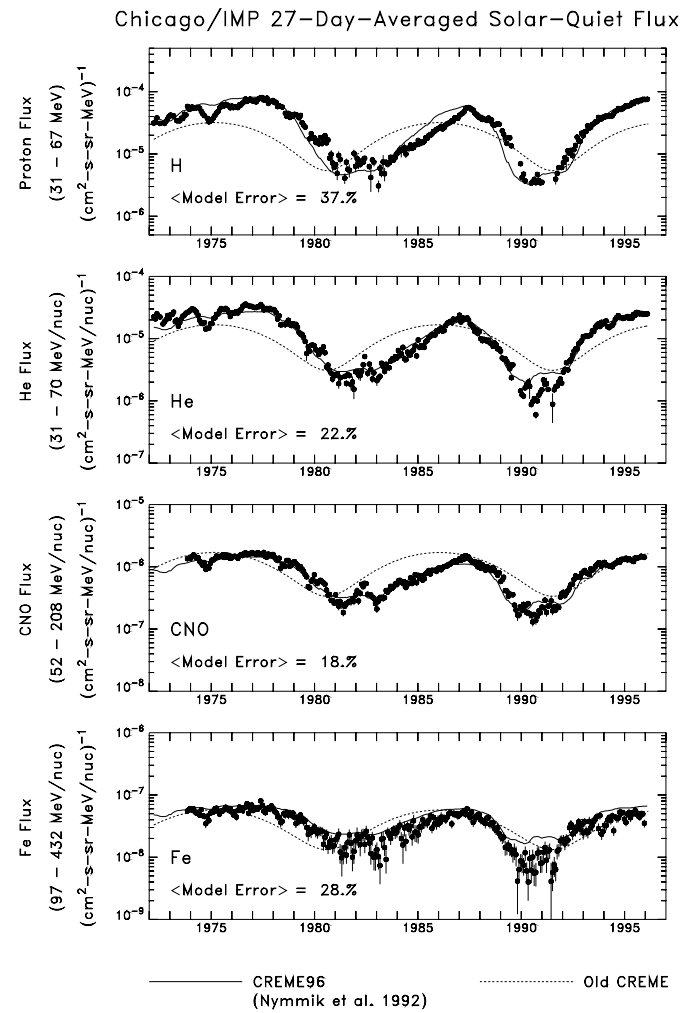 Chicago/IMP 27-Day-Averaged Solar-Quiet Flux
Proton Flux
(31 - 67 MeV)
(cm²-s-sr-MeV)⁻¹
10⁻⁴
10⁻⁵
10⁻⁶
H
<Model Error> = 37.%
1975 1980 1985 1990 1995
He Flux
(31 - 70 MeV/nuc)
(cm²-s-sr-MeV/nuc)⁻¹
10⁻⁴
10⁻⁵
10⁻⁶
10⁻⁷
He
<Model Error> = 22.%
1975 1980 1985 1990 1995
CNO Flux
(52 - 208 MeV/nuc)
(cm²-s-sr-MeV/nuc)⁻¹
10⁻⁵
10⁻⁶
10⁻⁷
10⁻⁸
CNO
<Model Error> = 18.%
1975 1980 1985 1990 1995
Fe Flux
(97 - 432 MeV/nuc)
(cm²-s-sr-MeV/nuc)⁻¹
10⁻⁶
10⁻⁷
10⁻⁸
10⁻⁹
Fe
<Model Error> = 28.%
1975 1980 1985 1990 1995
CREME96 Old CREME
(Nymmik et al. 1992)